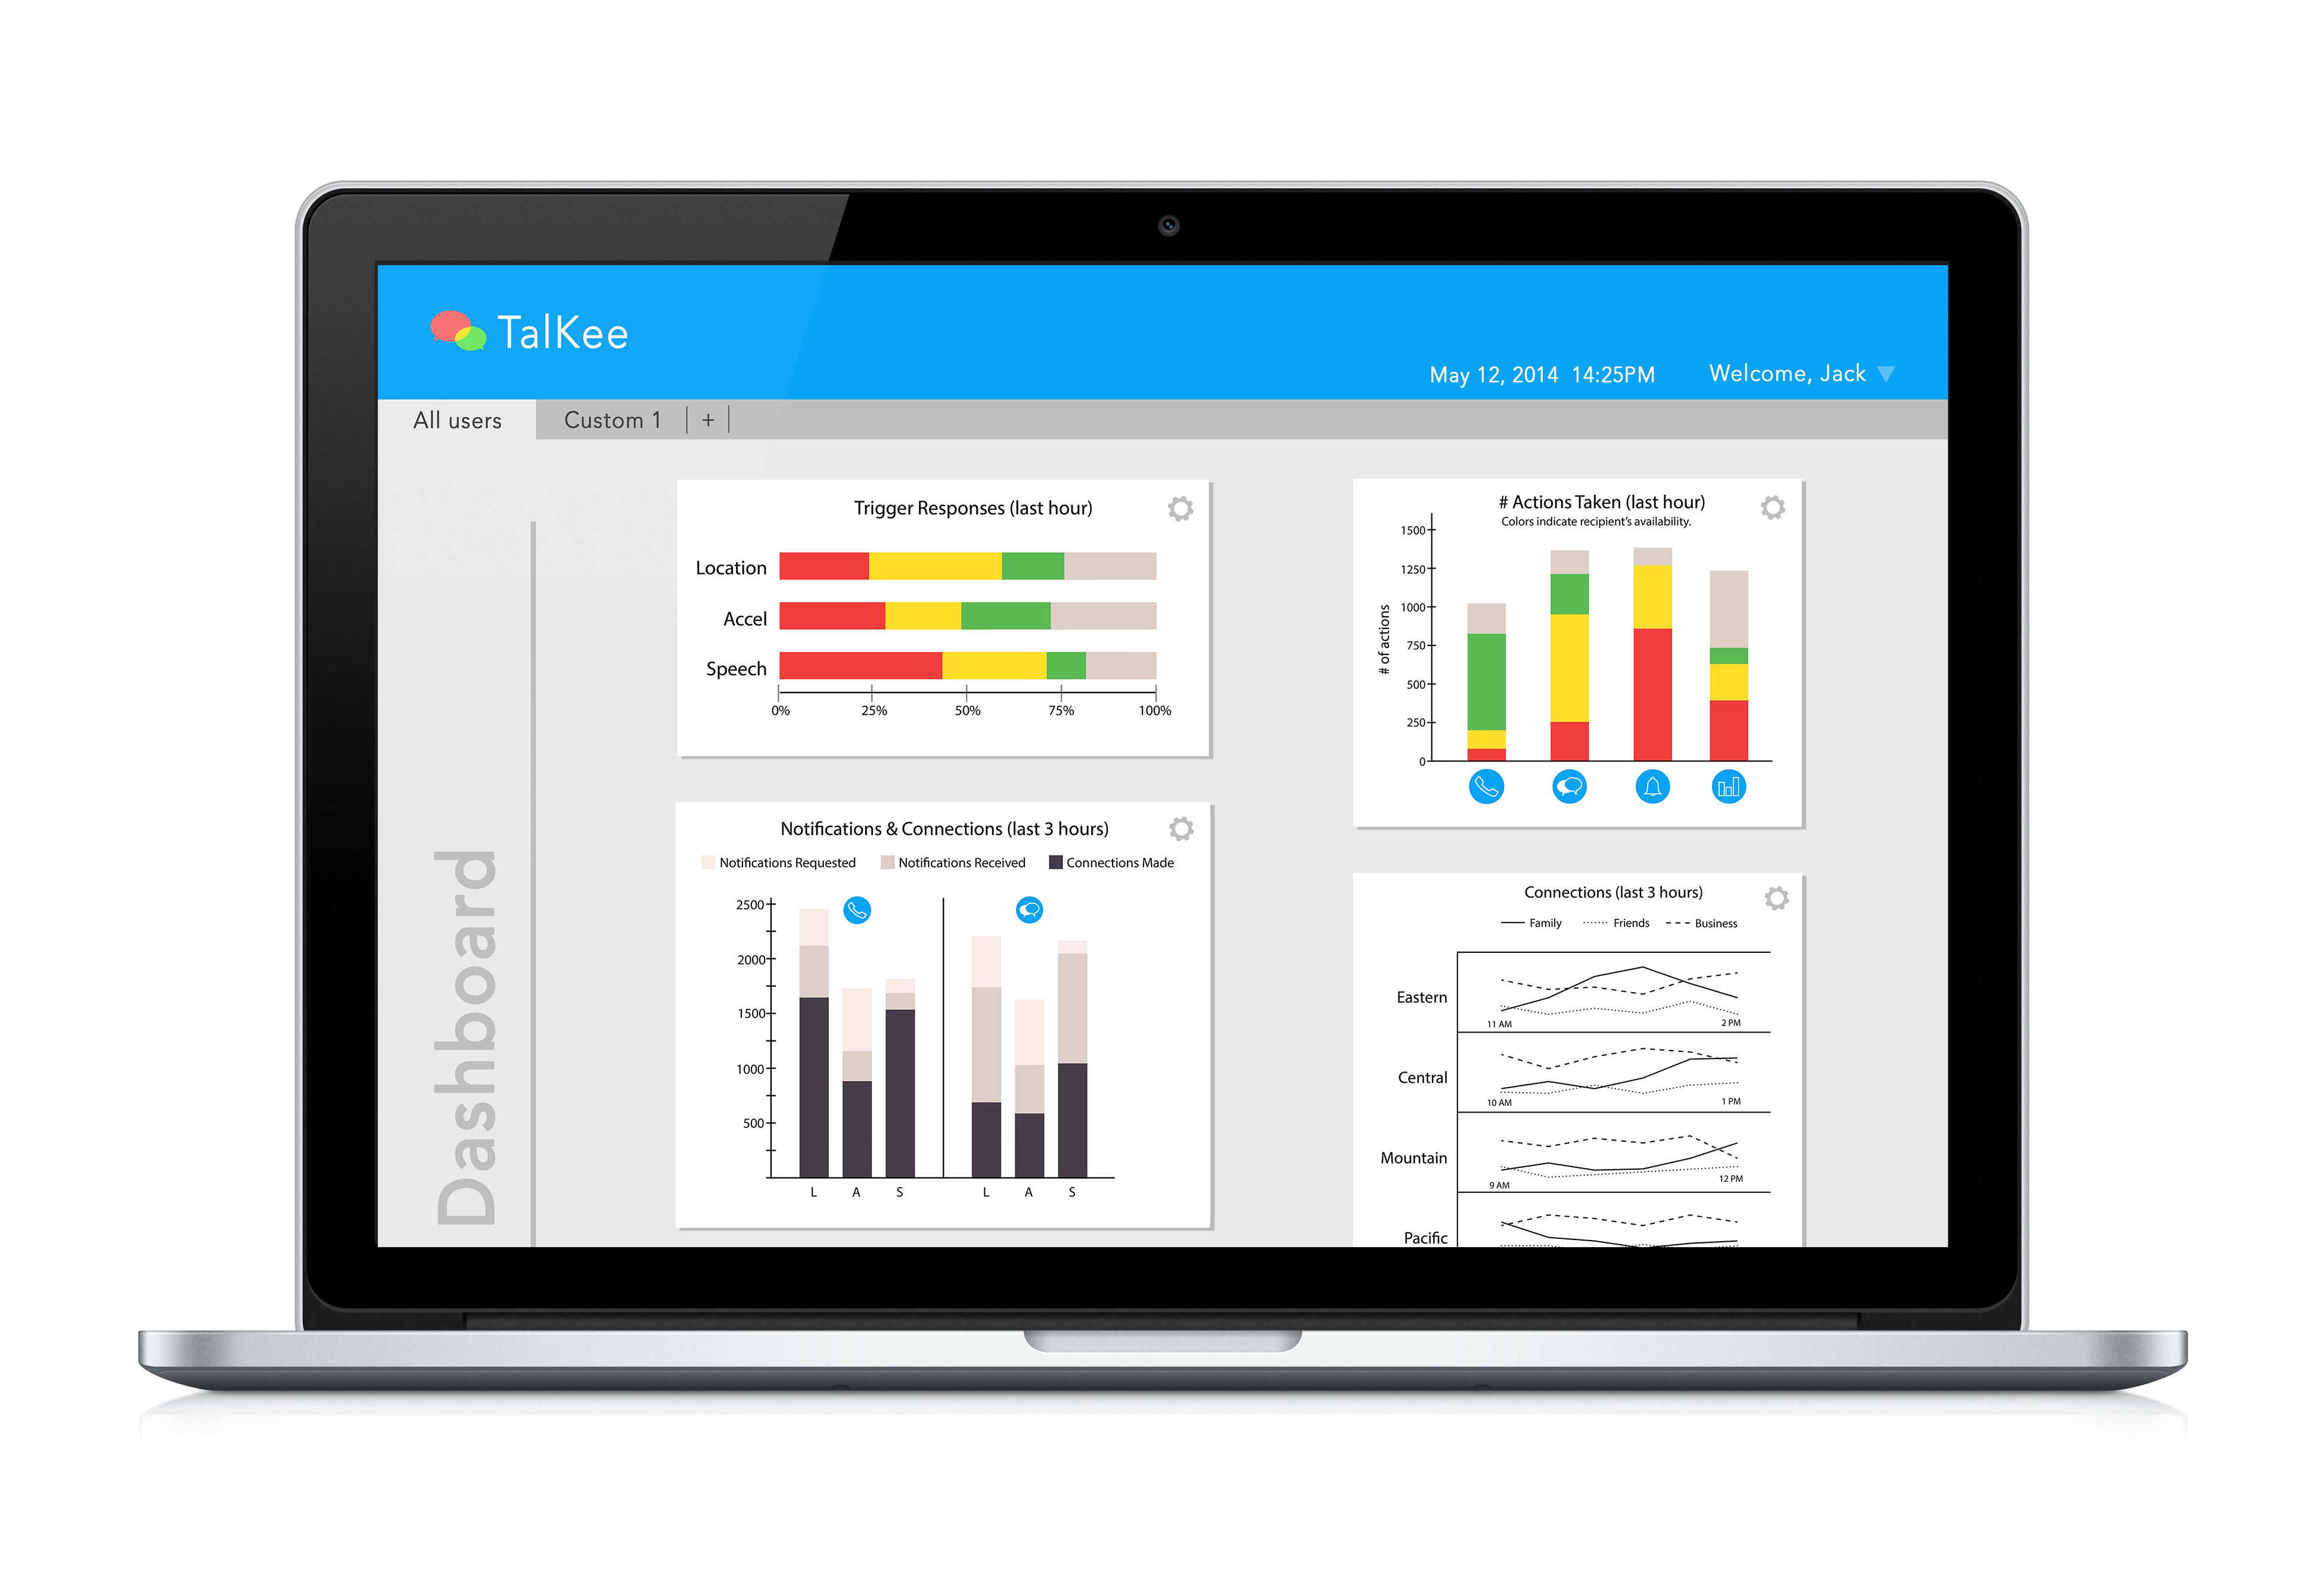 TalKee
May 12, 2014 14:25PM
Welcome, Jack
All users
Custom 1
+
Dashboard
Trigger Responses (last hour)
Location
Accel
Speech
0% 25% 50% 75% 100%
# Actions Taken (last hour)
Colors indicate recipient's availability.
# of actions
1500
1250
1000
750
500
250
0
Notifications & Connections (last 3 hours)
Notifications Requested Notifications Received Connections Made
2500
2000
1500
1000
500
L A S L A S
Connections (last 3 hours)
Family Friends Business
Eastern
11 AM 2 PM
Central
10 AM 1 PM
Mountain
9 AM 12 PM
Pacific